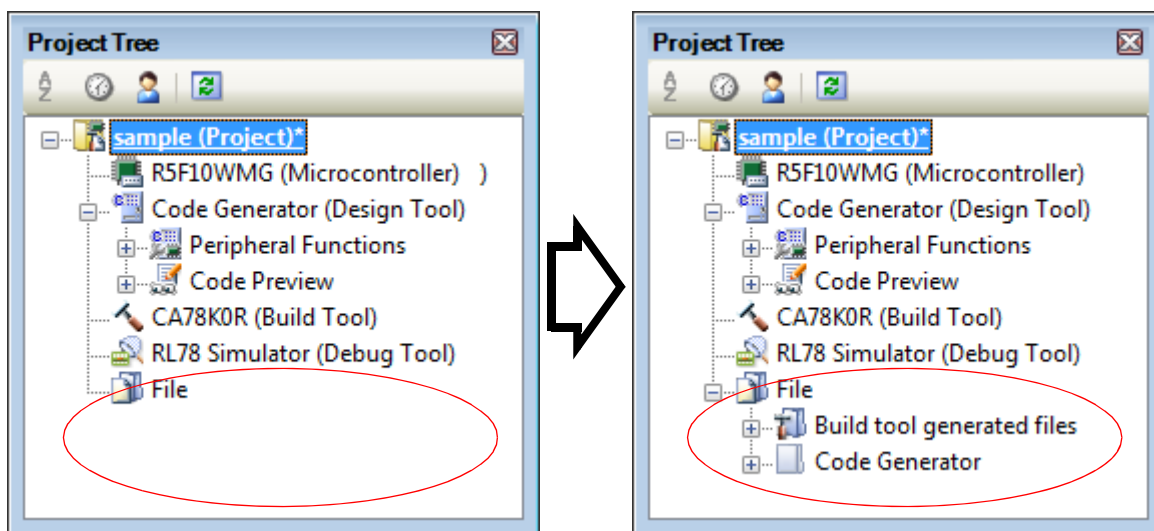 Project Tree
sample (Project)*
R5F10WMG (Microcontroller) )
Code Generator (Design Tool)
Peripheral Functions
Code Preview
CA78K0R (Build Tool)
RL78 Simulator (Debug Tool)
File
Project Tree
sample (Project)*
R5F10WMG (Microcontroller)
Code Generator (Design Tool)
Peripheral Functions
Code Preview
CA78K0R (Build Tool)
RL78 Simulator (Debug Tool)
File
Build tool generated files
Code Generator